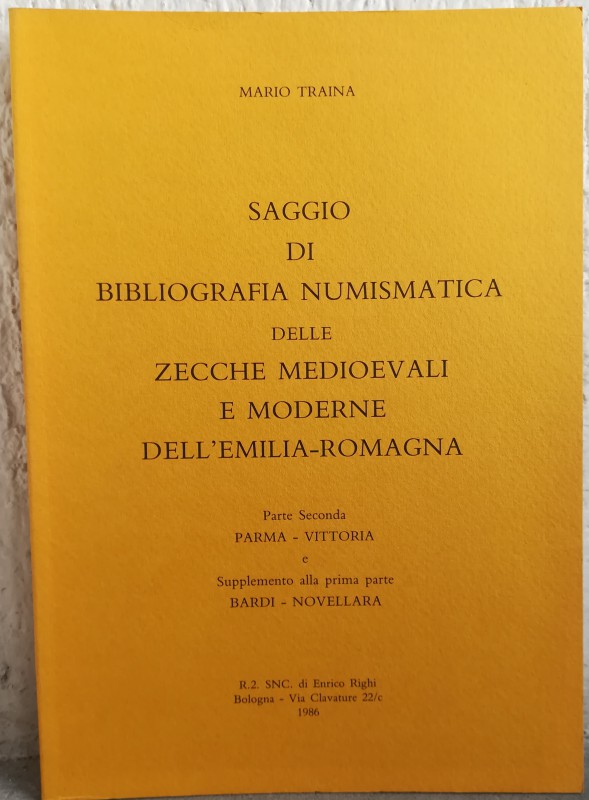 MARIO TRAINA
SAGGIO
DI
BIBLIOGRAFIA NUMISMATICA
DELLE
ZECCHE MEDIOEVALI
E MODERNE
DELL'EMILIA-ROMAGNA
Parte Seconda
PARMA - VITTORIA
e
Supplemento alla prima parte
BARDI - NOVELLARA
R.2. SNC. di Enrico Righi
Bologna - Via Clavature 22/c
1986